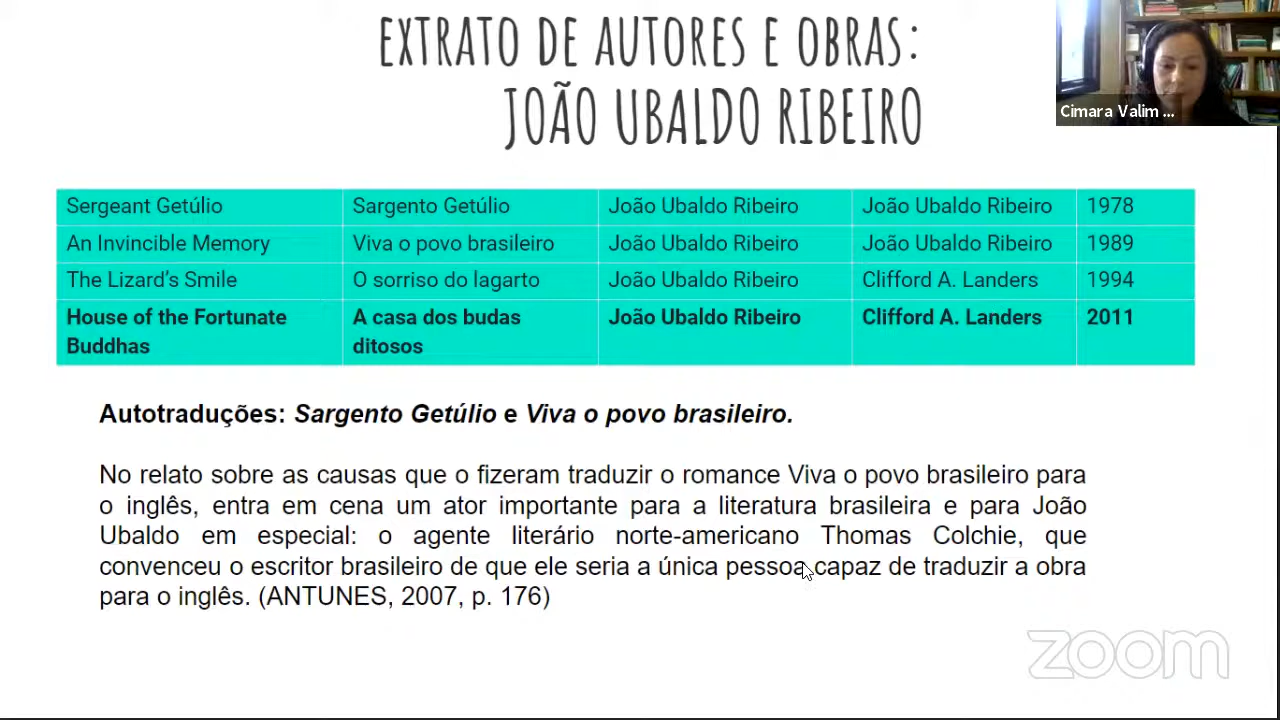 EXTRATO DE AUTORES E OBRAS:
JOÃO UBALDO RIBEIRO
Cimara Valim ...
Sergeant Getúlio Sargento Getúlio João Ubaldo Ribeiro João Ubaldo Ribeiro 1978
An Invincible Memory Viva o povo brasileiro João Ubaldo Ribeiro João Ubaldo Ribeiro 1989
The Lizard's Smile O sorriso do lagarto João Ubaldo Ribeiro Clifford A. Landers 1994
House of the Fortunate A casa dos budas João Ubaldo Ribeiro Clifford A. Landers 2011
Buddhas ditosos
Autotraduções: Sargento Getúlio e Viva o povo brasileiro.
No relato sobre as causas que o fizeram traduzir o romance Viva o povo brasileiro para
o inglês, entra em cena um ator importante para a literatura brasileira e para João
Ubaldo em especial: o agente literário norte-americano Thomas Colchie, que
convenceu o escritor brasileiro de que ele seria a única pessoa capaz de traduzir a obra
para o inglês. (ANTUNES, 2007, p. 176)
zoom